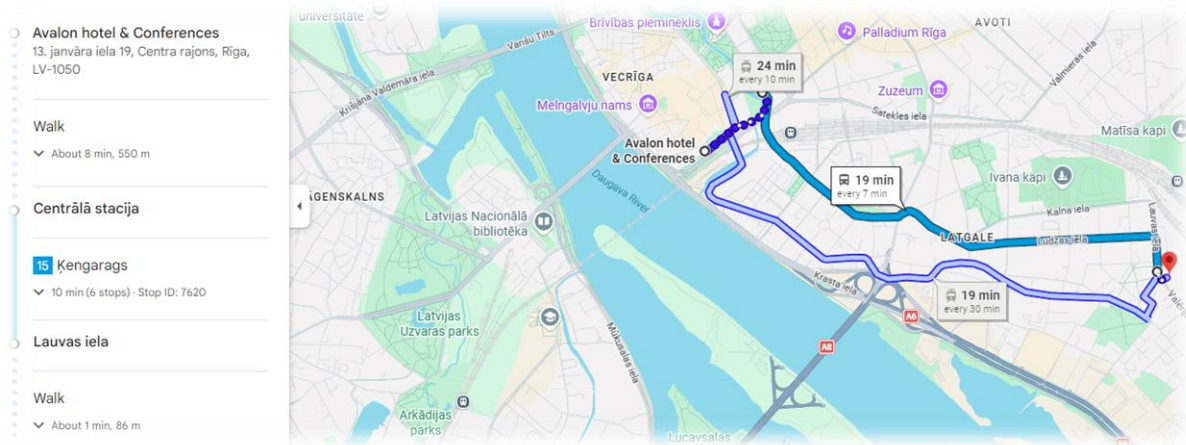 Avalon hotel & Conferences
13. janvāra iela 19, Centra rajons, Rīga,
LV-1050
Walk
About 8 min, 550 m
Centrālā stacija
15 Ķengarags
10 min (6 stops) · Stop ID: 7620
Lauvas iela
Walk
About 1 min, 86 m
universitāte
Vanšu Tilts
Brīvības piemineklis
AVOTI
Palladium Rīga
Krišjāņa Valdemāra iela
VECRĪGA
24 min
every 10 min
Valmieras iela
Melngalvju nams
Zuzeum
Satekles iela
Matīsa kapi
Avalon hotel
& Conferences
Daugava River
19 min
every 7 min
Ivana kapi
ĀGENSKALNS
Latvijas Nacionālā
bibliotēka
Kalna iela
Lauvas iela
LATGALE
Ludzas iela
Krasta iela
19 min
every 30 min
Latvijas
Uzvaras parks
A6
A8
Mūkusalas iela
Arkādijas
parks
Lucavsalas